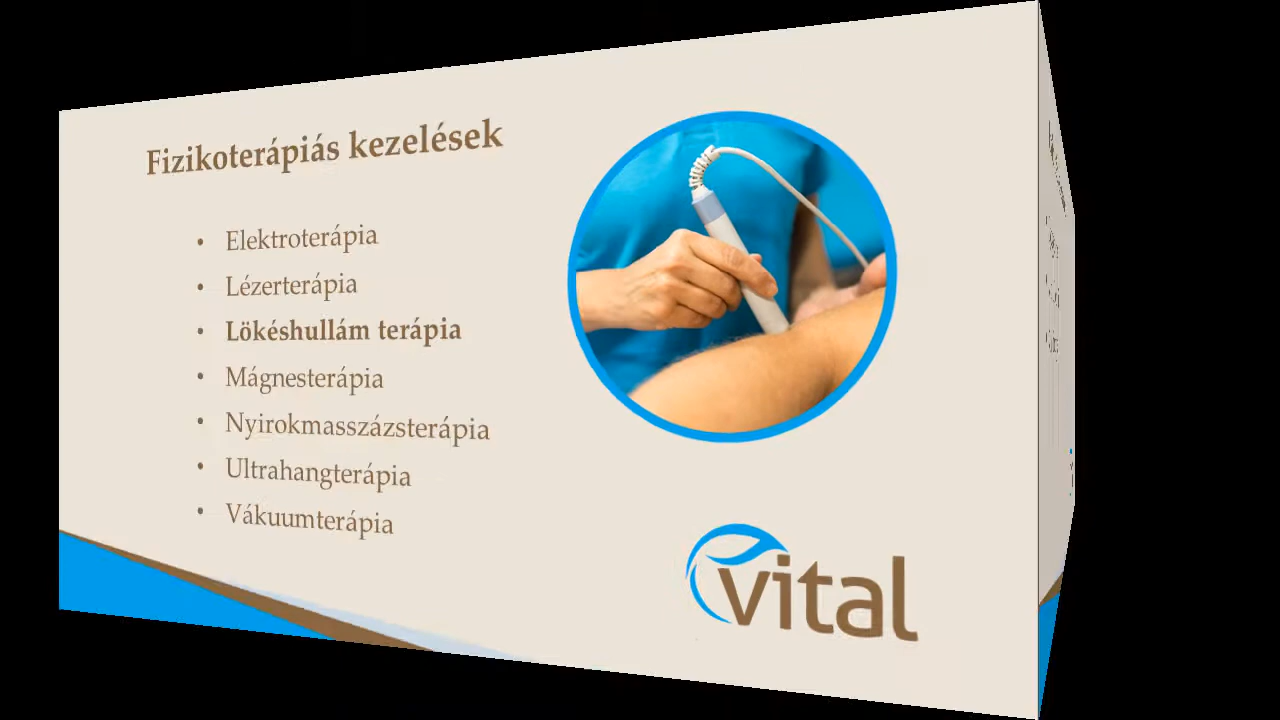 Fizikoterápiás kezelések
• Elektroterápia
• Lézerterápia
• Lökéshullám terápia
• Mágnesterápia
• Nyirokmasszázsterápia
• Ultrahangterápia
• Vákuumterápia
vital